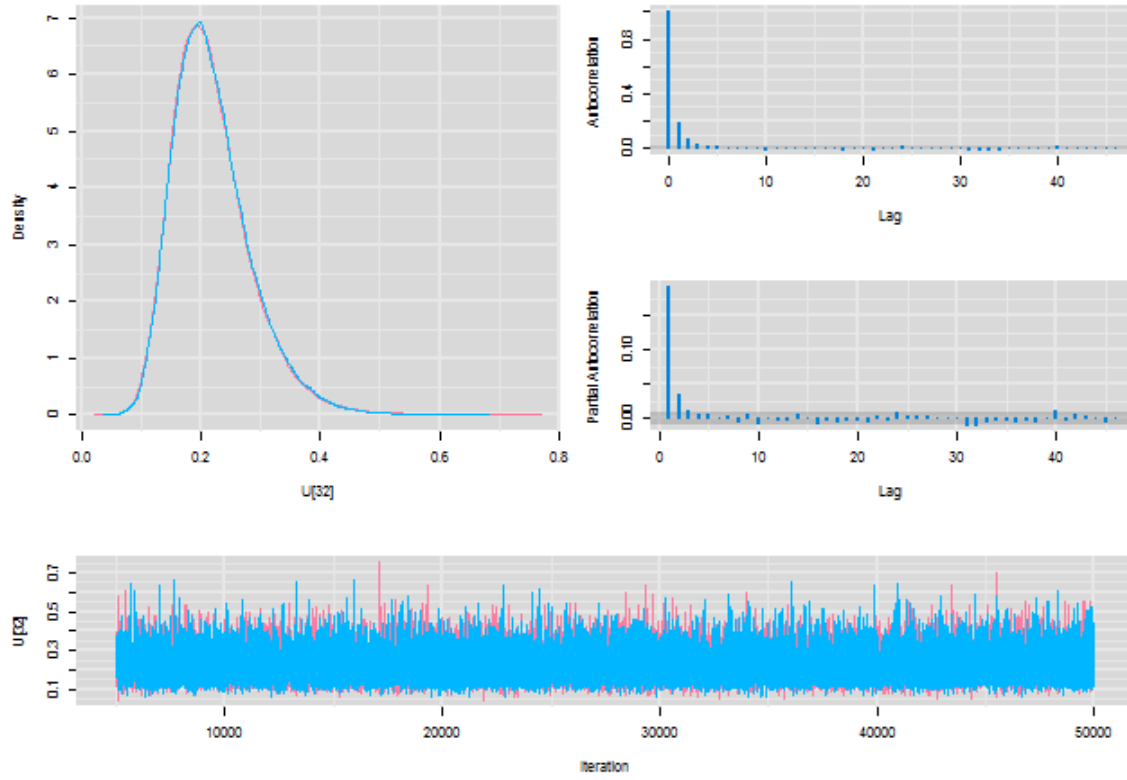 7
6
5
4
3
2
1
0
Density
0.0 0.2 0.4 0.6 0.8
U[32]
0.8
0.4
0.0
Autocorrelation
0 10 20 30 40
Lag
0.10
0.00
Partial Autocorrelation
0 10 20 30 40
Lag
0.7
0.5
0.3
0.1
U[32]
10000 20000 30000 40000 50000
Iteration